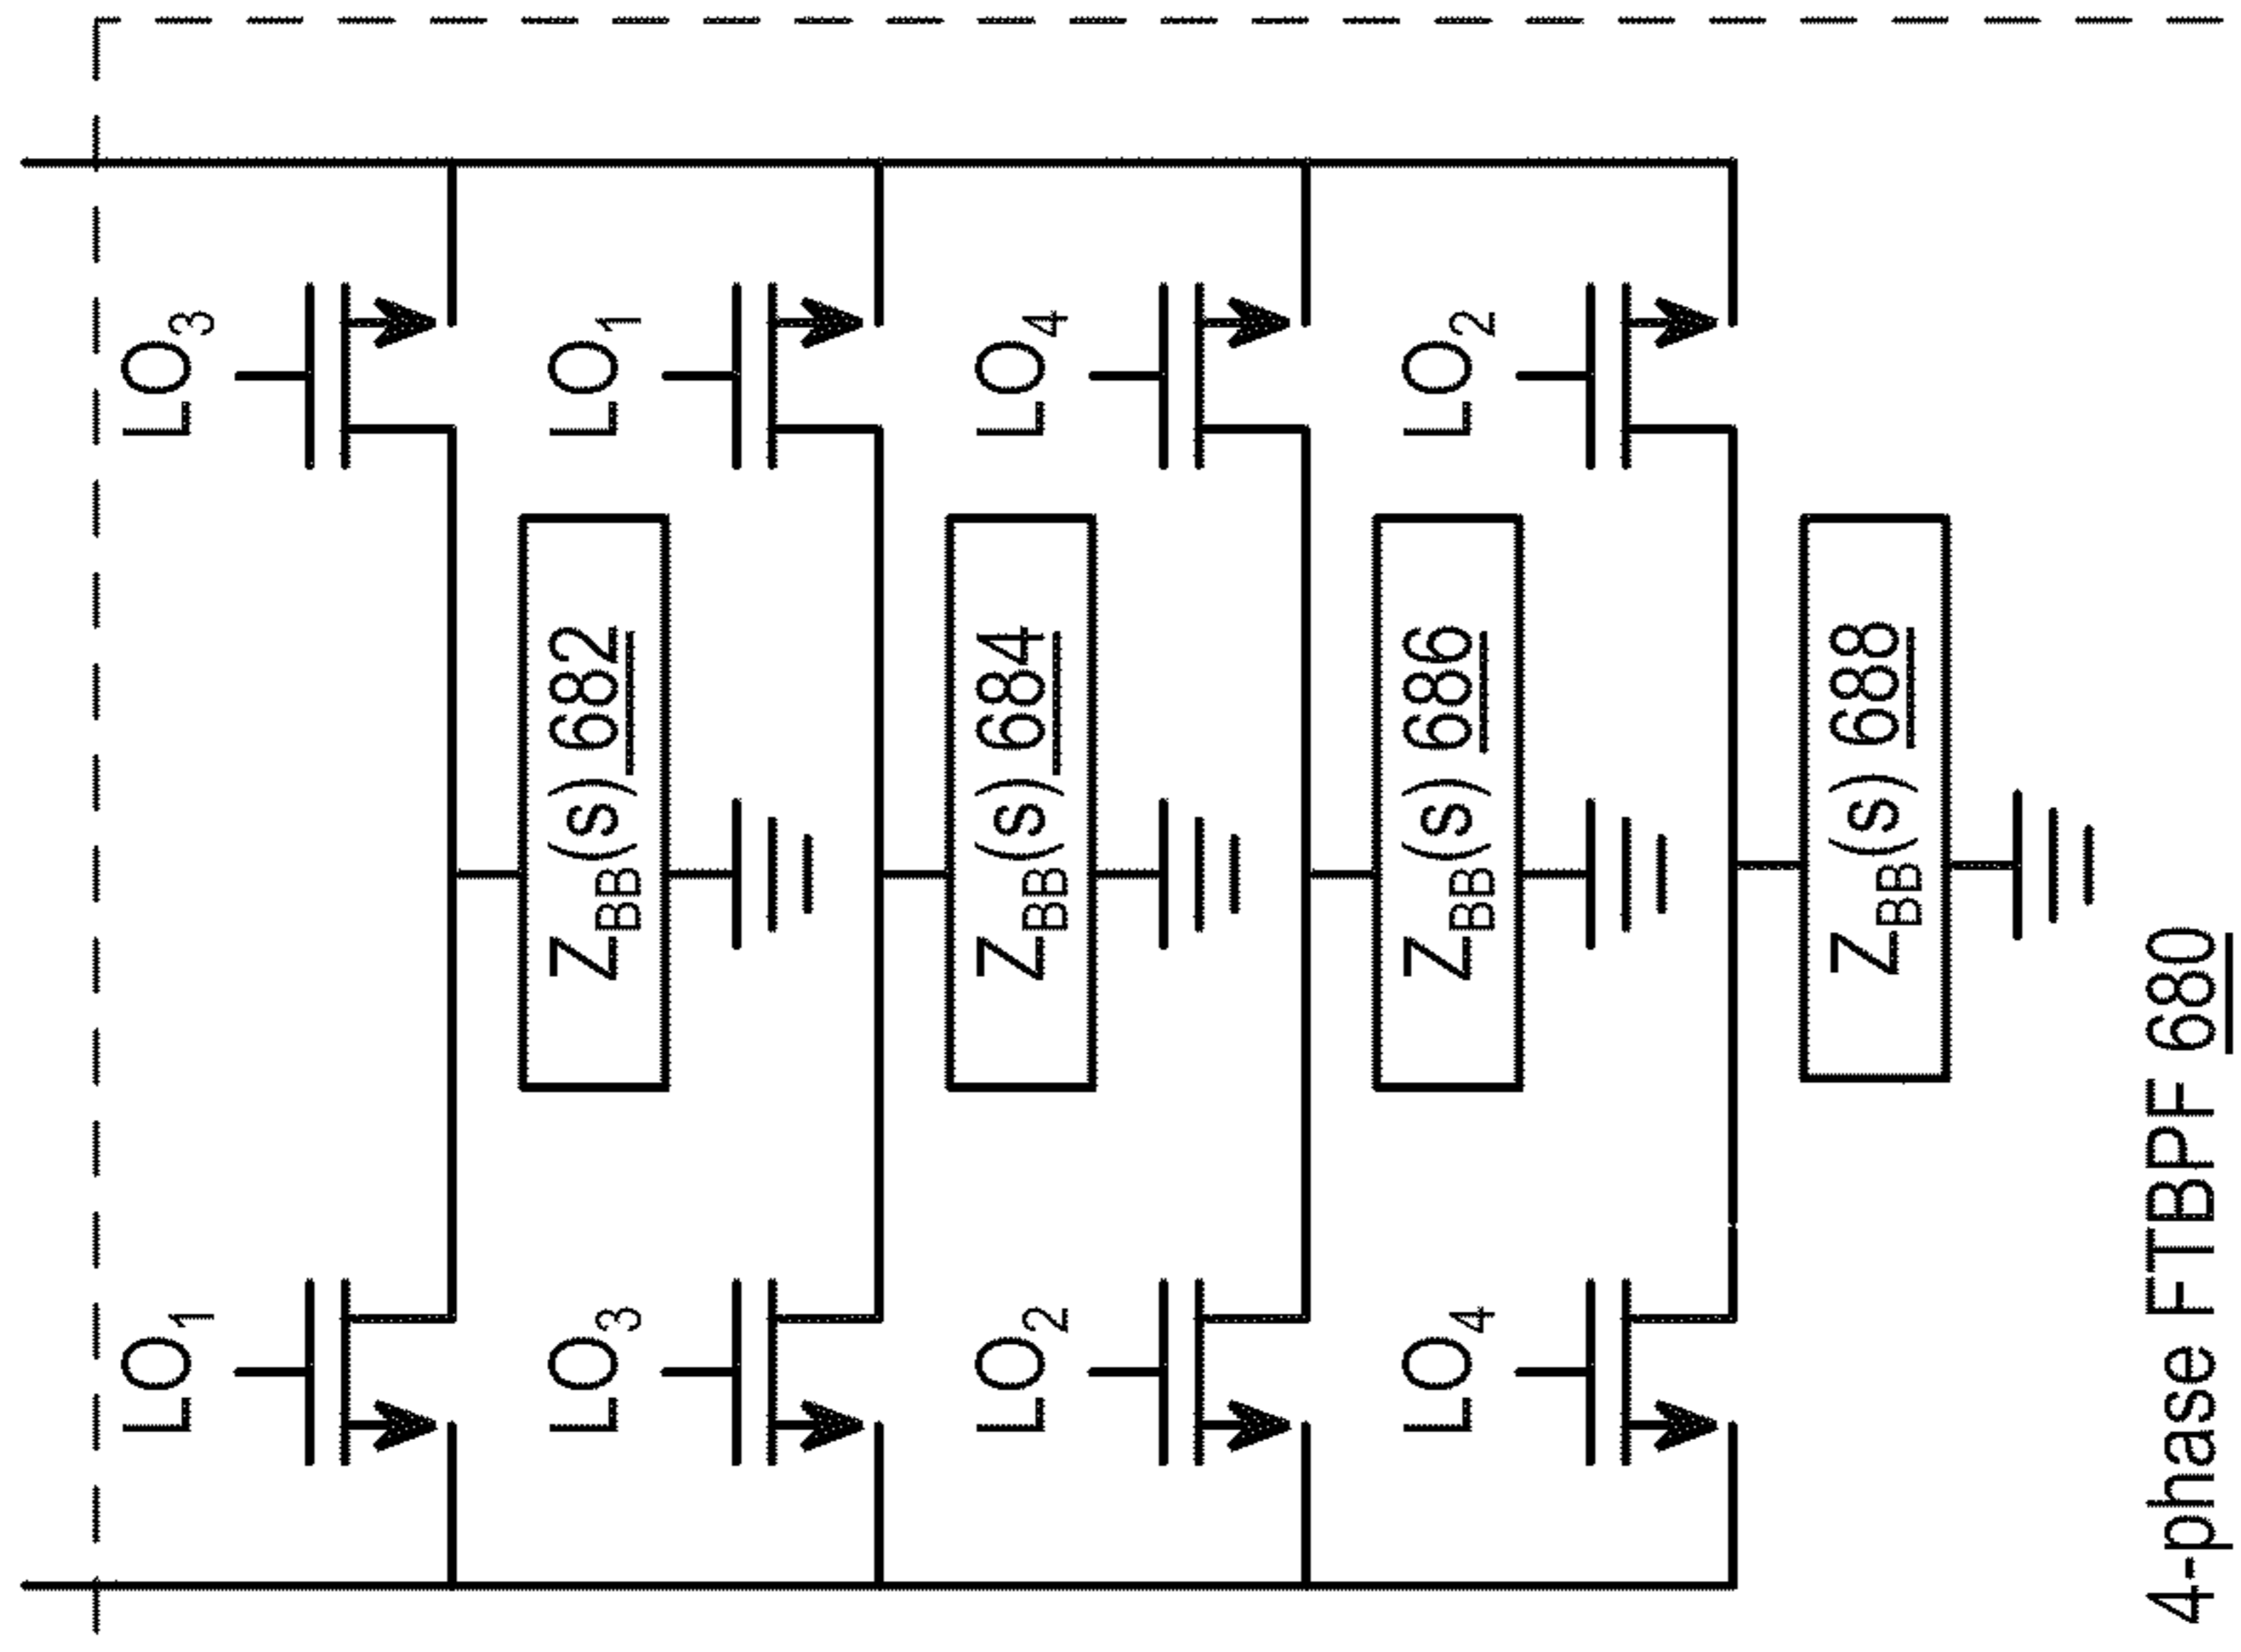 LO1
LO3
ZBB(s) 682
LO3
LO1
ZBB(s) 684
LO2
LO4
ZBB(s) 686
LO4
LO2
ZBB(s) 688
4-phase FTBPF 680